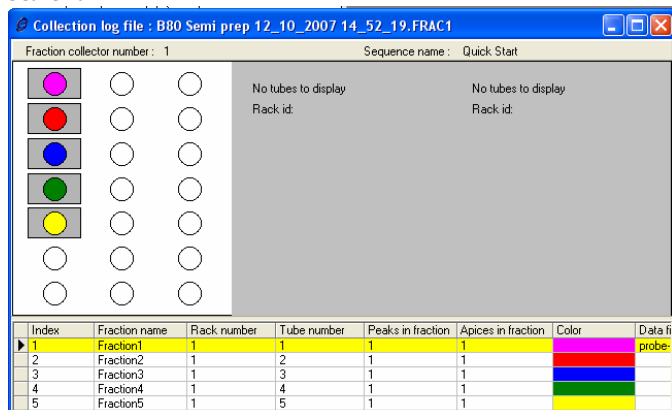 Collection log file : B80 Semi prep 12_10_2007 14_52_19.FRAC1
Fraction collector number : 1 Sequence name : Quick Start
No tubes to display No tubes to display
Rack id: Rack id:
Index Fraction name Rack number Tube number Peaks in fraction Apices in fraction Color Data fi
1 Fraction1 1 1 1 1 probe-
2 Fraction2 1 2 1 1
3 Fraction3 1 3 1 1
4 Fraction4 1 4 1 1
5 Fraction5 1 5 1 1